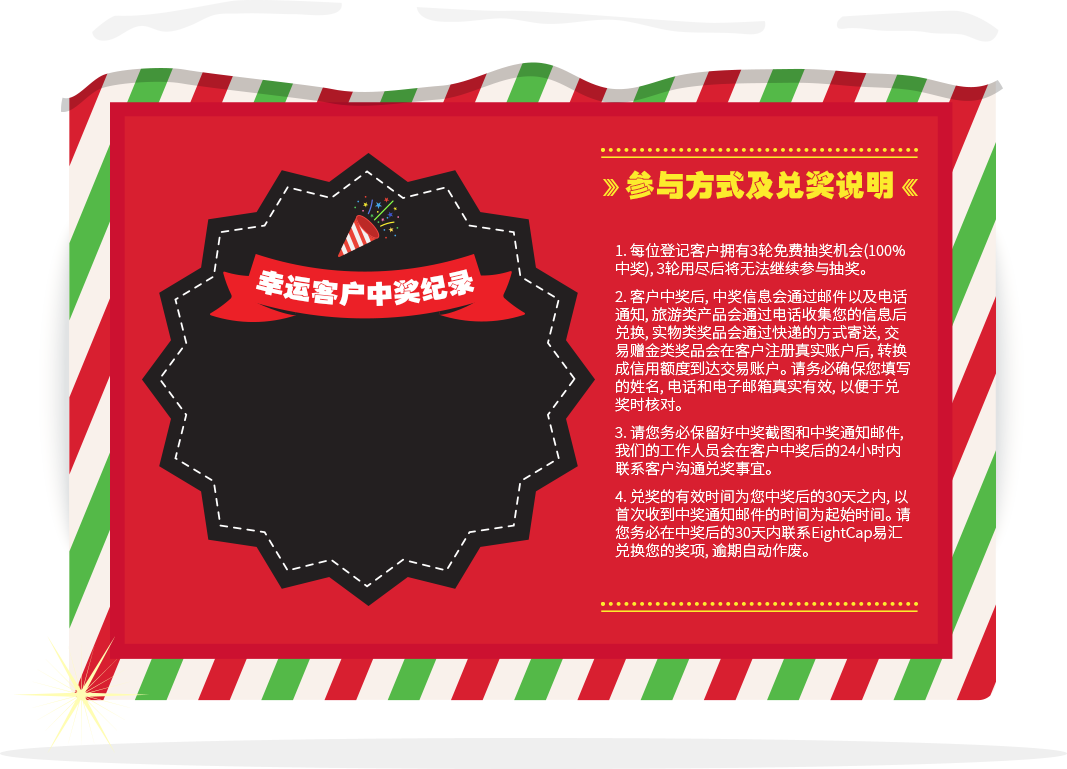 幸运客户中奖纪录
参与方式及兑奖说明
1. 每位登记客户拥有3轮免费抽奖机会(100%
中奖), 3轮用尽后将无法继续参与抽奖。
2. 客户中奖后, 中奖信息会通过邮件以及电话
通知, 旅游类产品会通过电话收集您的信息后
兑换, 实物类奖品会通过快递的方式寄送, 交
易赠金类奖品会在客户注册真实账户后, 转换
成信用额度到达交易账户。请务必确保您填写
的姓名, 电话和电子邮箱真实有效, 以便于兑
奖时核对。
3. 请您务必保留好中奖截图和中奖通知邮件,
我们的工作人员会在客户中奖后的24小时内
联系客户沟通兑奖事宜。
4. 兑奖的有效时间为您中奖后的30天之内, 以
首次收到中奖通知邮件的时间为起始时间。请
您务必在中奖后的30天内联系EightCap易汇
兑换您的奖项, 逾期自动作废。